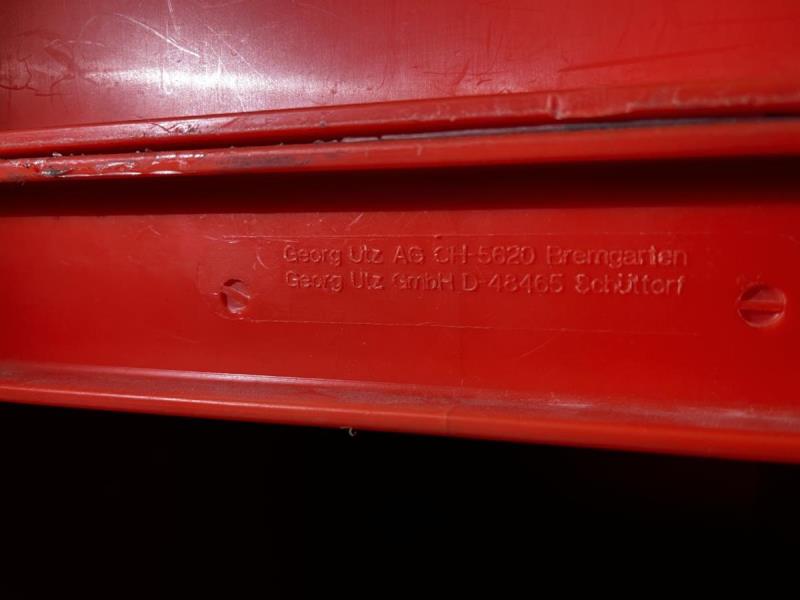 Georg Utz AG CH-5620 Bremgarten
Georg Utz GmbH D-48465 Schüttorf